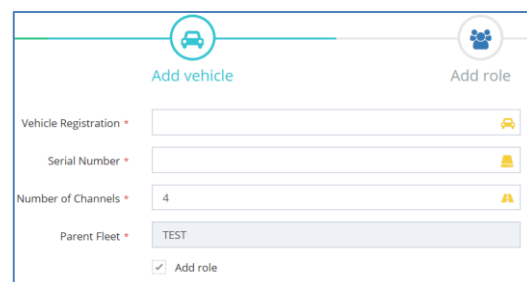 Add vehicle
Add role
Vehicle Registration *
Serial Number *
Number of Channels * 4
Parent Fleet * TEST
Add role